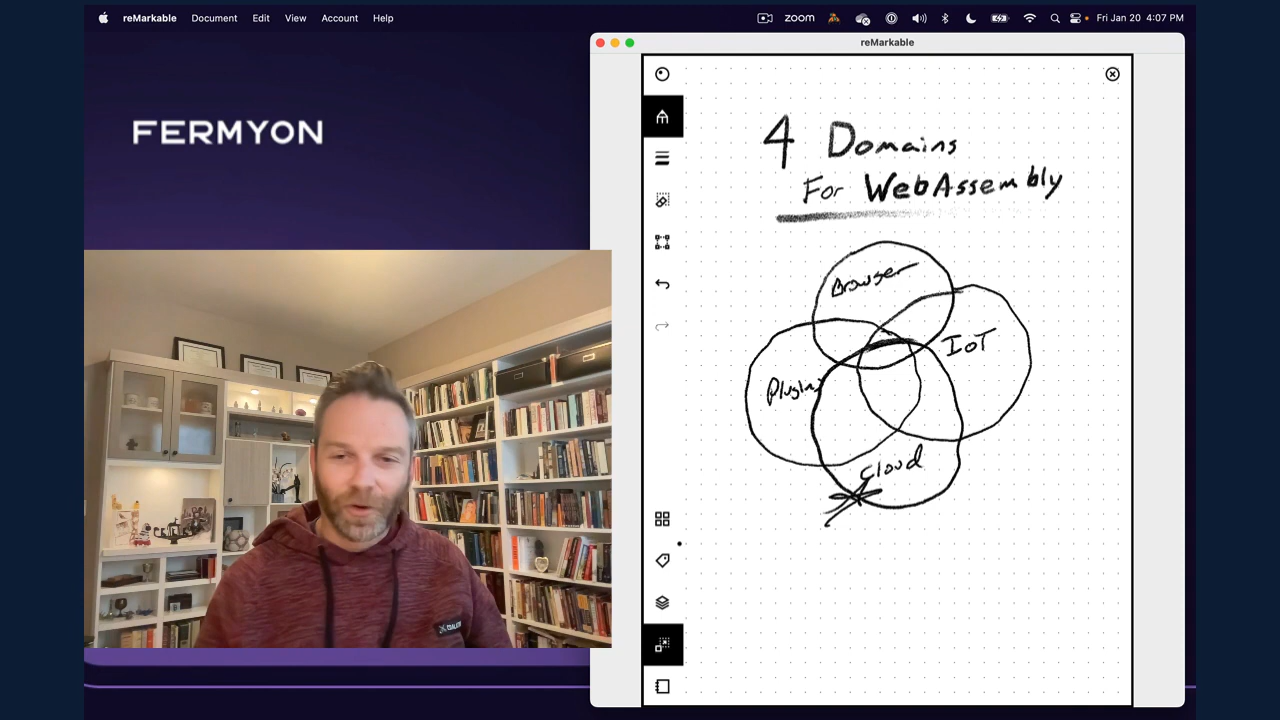 reMarkable Document Edit View Account Help zoom Fri Jan 20 4:07 PM
reMarkable
FERMYON
4 Domains
For WebAssembly
Browser
IoT
Plugins
Cloud